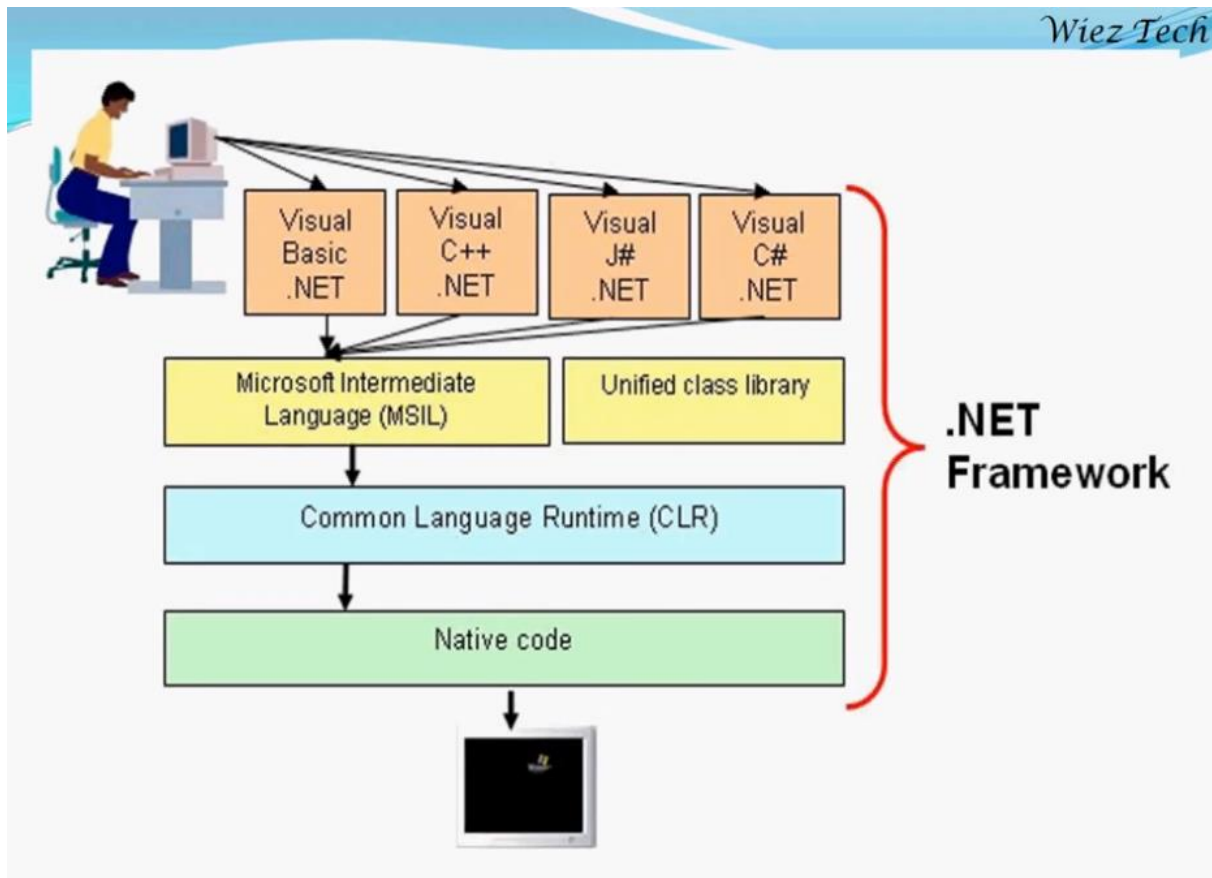 Wiez Tech
Visual
Basic
.NET
Visual
C++
.NET
Visual
J#
.NET
Visual
C#
.NET
Microsoft Intermediate
Language (MSIL)
Unified class library
.NET
Framework
Common Language Runtime (CLR)
Native code